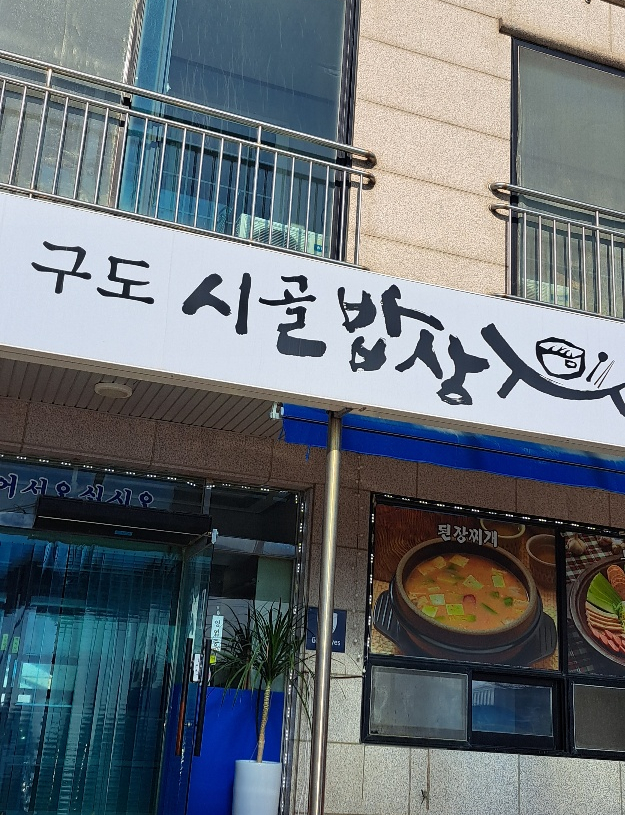 구도 시골밥상
어서오십시오
된장찌개